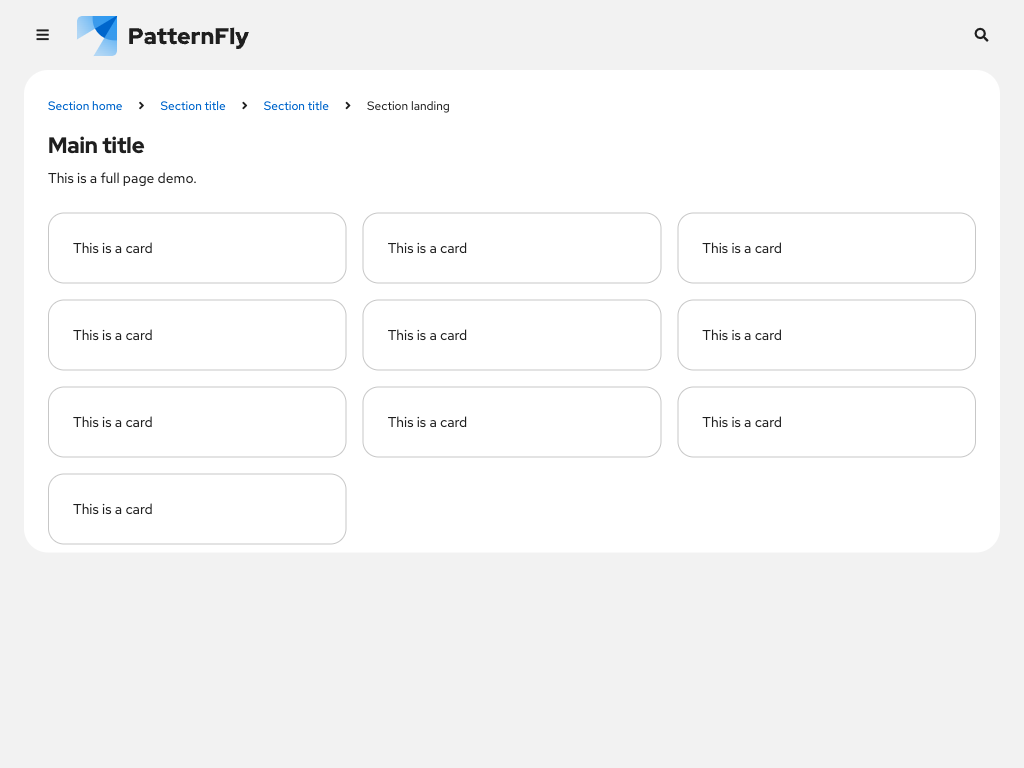 PatternFly
Section home Section title Section title Section landing
Main title
This is a full page demo.
This is a card This is a card This is a card
This is a card This is a card This is a card
This is a card This is a card This is a card
This is a card